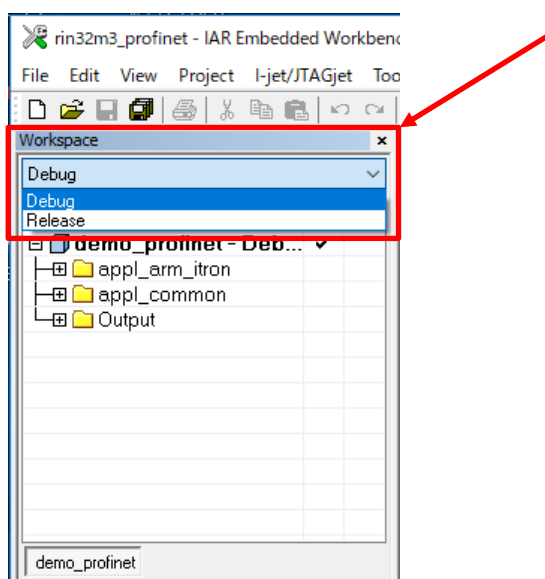 rin32m3_profinet - IAR Embedded Workbenc
File Edit View Project I-jet/JTAGjet Too
Workspace
Debug
Debug
Release
demo_profinet - Deb...
appl_arm_itron
appl_common
Output
demo_profinet